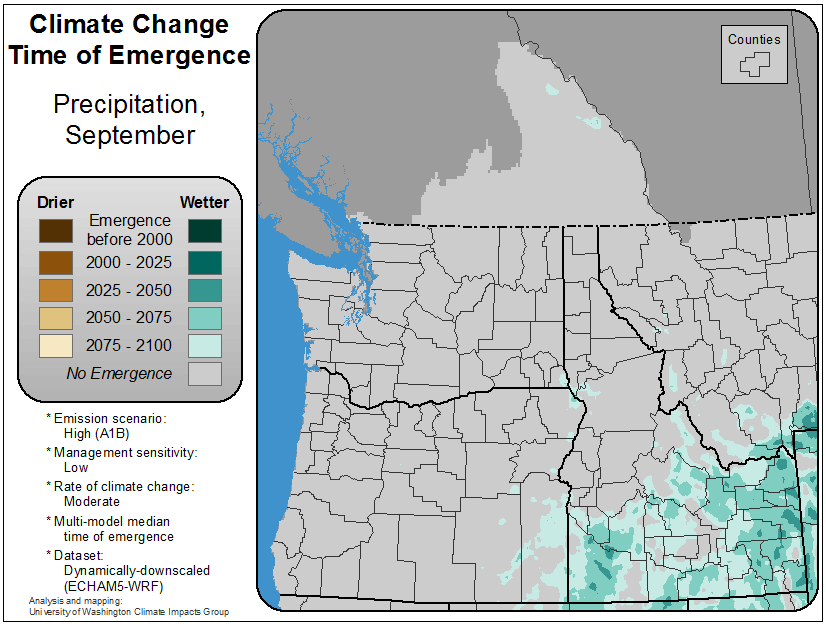 Climate Change
Time of Emergence
Precipitation,
September
Counties
Drier
Wetter
Emergence
before 2000
2000 - 2025
2025 - 2050
2050 - 2075
2075 - 2100
No Emergence
* Emission scenario:
High (A1B)
* Management sensitivity:
Low
* Rate of climate change:
Moderate
* Multi-model median
time of emergence
* Dataset:
Dynamically-downscaled
(ECHAM5-WRF)
Analysis and mapping:
University of Washington Climate Impacts Group